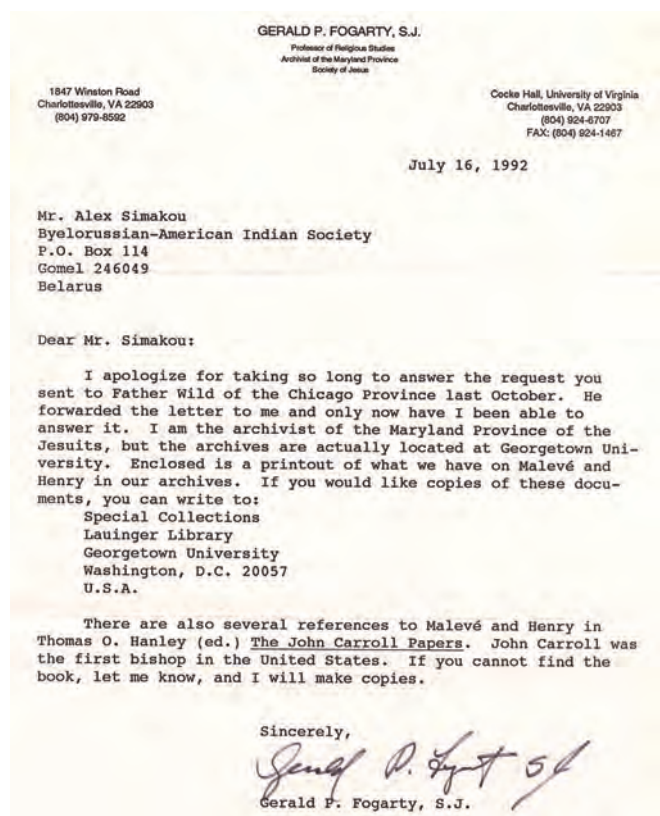 GERALD P. FOGARTY, S.J.
Professor of Religious Studies
Archivist of the Maryland Province
Society of Jesus
1847 Winston Road
Charlottesville, VA 22903
(804) 979-8592
Cocke Hall, University of Virginia
Charlottesville, VA 22903
(804) 924-6707
FAX: (804) 924-1467
July 16, 1992
Mr. Alex Simakou
Byelorussian-American Indian Society
P.O. Box 114
Gomel 246049
Belarus
Dear Mr. Simakou:
I apologize for taking so long to answer the request you
sent to Father Wild of the Chicago Province last October. He
forwarded the letter to me and only now have I been able to
answer it. I am the archivist of the Maryland Province of the
Jesuits, but the archives are actually located at Georgetown Uni-
versity. Enclosed is a printout of what we have on Malevé and
Henry in our archives. If you would like copies of these docu-
ments, you can write to:
Special Collections
Lauinger Library
Georgetown University
Washington, D.C. 20057
U.S.A.
There are also several references to Malevé and Henry in
Thomas O. Hanley (ed.) The John Carroll Papers. John Carroll was
the first bishop in the United States. If you cannot find the
book, let me know, and I will make copies.
Sincerely,
Gerald P. Fogarty SJ
Gerald P. Fogarty, S.J.